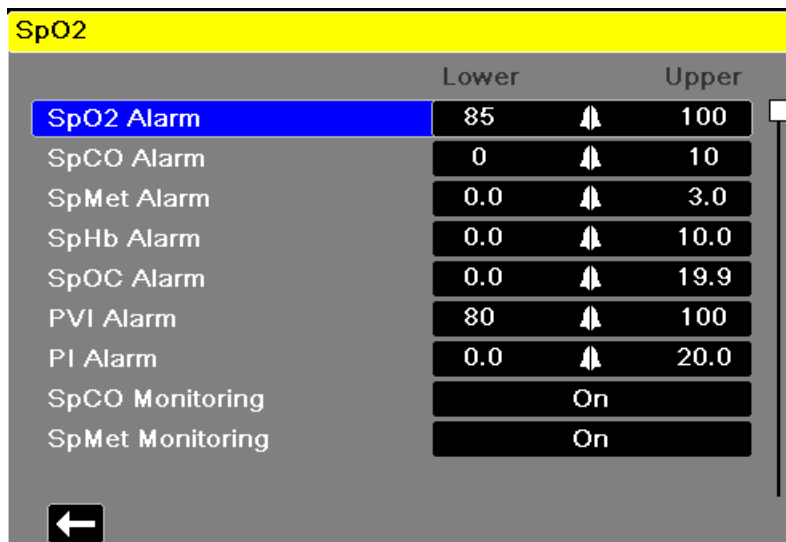 SpO2
Lower Upper
SpO2 Alarm 85 100
SpCO Alarm 0 10
SpMet Alarm 0.0 3.0
SpHb Alarm 0.0 10.0
SpOC Alarm 0.0 19.9
PVI Alarm 80 100
PI Alarm 0.0 20.0
SpCO Monitoring On
SpMet Monitoring On